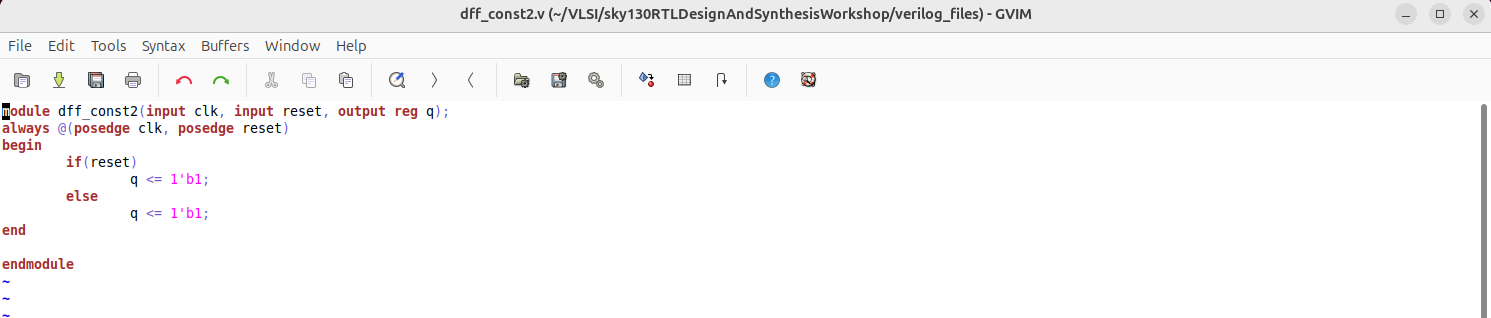 dff_const2.v (~/VLSI/sky130RTLDesignAndSynthesisWorkshop/verilog_files) - GVIM
File Edit Tools Syntax Buffers Window Help
module dff_const2(input clk, input reset, output reg q);
always @(posedge clk, posedge reset)
begin
        if(reset)
                q <= 1'b1;
        else
                q <= 1'b1;
end

endmodule
~
~
~